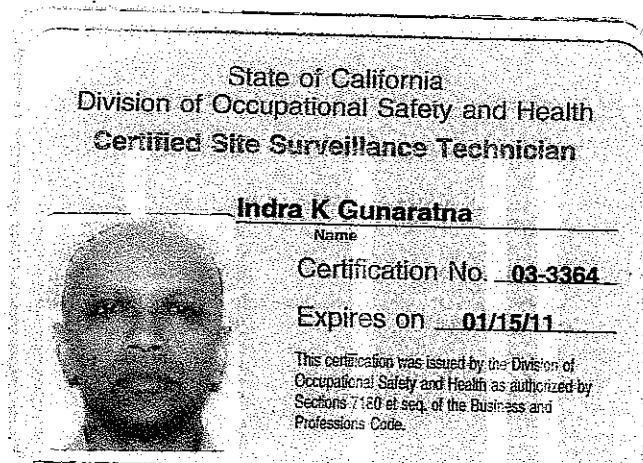 State of California
Division of Occupational Safety and Health
Certified Site Surveillance Technician
Indra K Gunaratna
Name
Certification No. 03-3364
Expires on 01/15/11
This certification was issued by the Division of
Occupational Safety and Health as authorized by
Sections 7180 et seq. of the Business and
Professions Code.